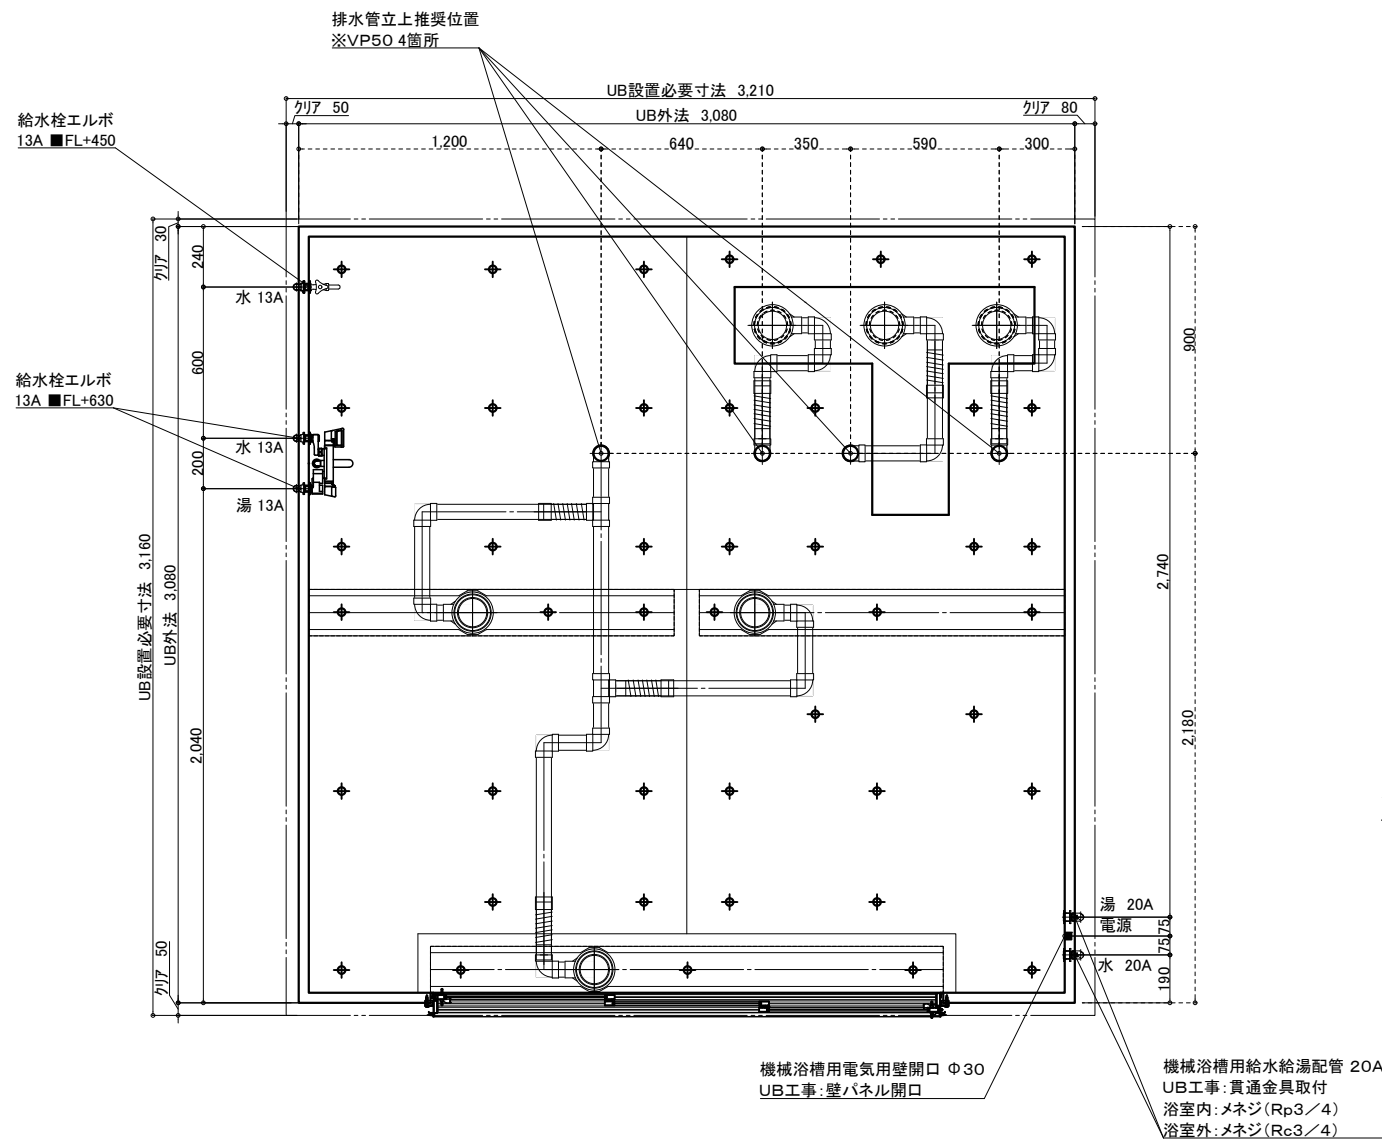 排水管立上推奨位置
※VP50 4箇所
UB設置必要寸法 3,210
クリア 50
クリア 80
UB外法 3,080
1,200
640
350
590
300
給水栓エルボ
13A ■FL+450
クリア 30
240
水 13A
600
900
給水栓エルボ
13A ■FL+630
水 13A
200
湯 13A
UB設置必要寸法 3,160
UB外法 3,080
2,740
2,040
2,180
湯 20A
電源
水 20A
75
75
190
クリア 50
機械浴槽用電気用壁開口 Φ30
UB工事:壁パネル開口
機械浴槽用給水給湯配管 20A
UB工事:貫通金具取付
浴室内:メネジ(Rp3/4)
浴室外:メネジ(Rc3/4)